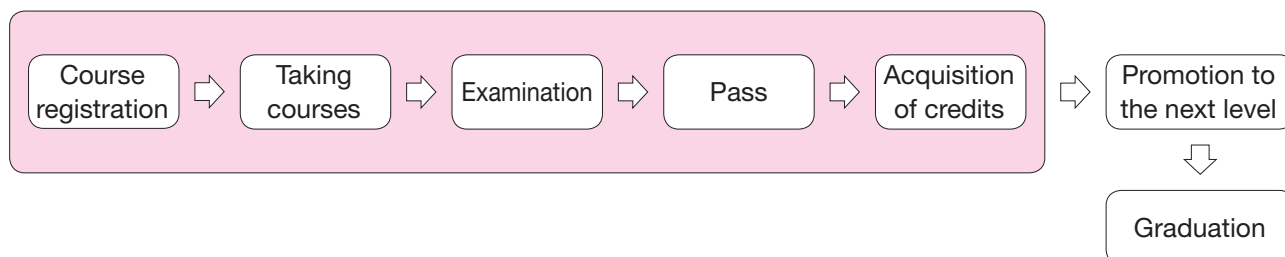 Course
registration
Taking
courses
Examination
Pass
Acquisition
of credits
Promotion to
the next level
Graduation